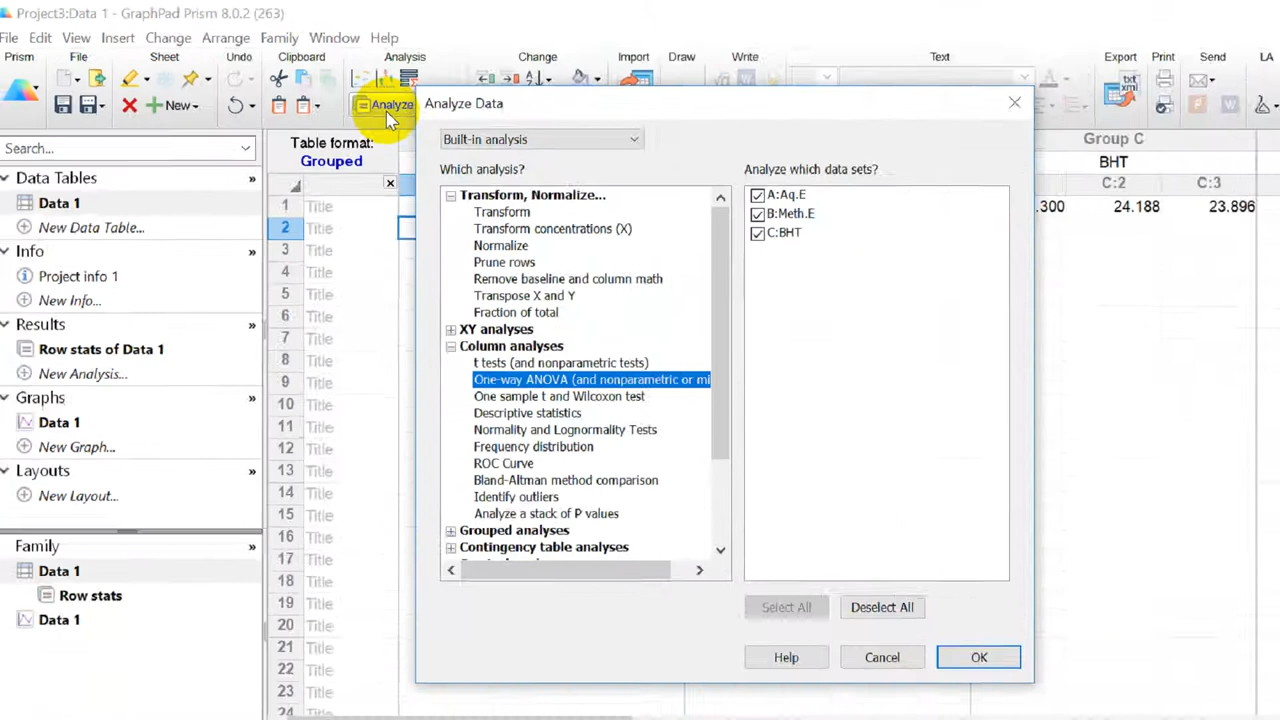 Project3:Data 1 - GraphPad Prism 8.0.2 (263)
File Edit View Insert Change Arrange Family Window Help
Prism File Sheet Undo Clipboard Analysis Change Import Draw Write Text Export Print Send LA
New
Analyze
txt
xml
Search...
Data Tables
Data 1
New Data Table...
Info
Project info 1
New Info...
Results
Row stats of Data 1
New Analysis...
Graphs
Data 1
New Graph...
Layouts
New Layout...
Family
Data 1
Row stats
Data 1
Table format:
Grouped
Group C
BHT
C:2 C:3
1 Title .300 24.188 23.896
2 Title
3 Title
4 Title
5 Title
6 Title
7 Title
8 Title
9 Title
10 Title
11 Title
12 Title
13 Title
14 Title
15 Title
16 Title
17 Title
18 Title
19 Title
20 Title
21 Title
22 Title
23 Title
24 Title
Analyze Data
Built-in analysis
Which analysis?
Transform, Normalize...
Transform
Transform concentrations (X)
Normalize
Prune rows
Remove baseline and column math
Transpose X and Y
Fraction of total
XY analyses
Column analyses
t tests (and nonparametric tests)
One-way ANOVA (and nonparametric or mi
One sample t and Wilcoxon test
Descriptive statistics
Normality and Lognormality Tests
Frequency distribution
ROC Curve
Bland-Altman method comparison
Identify outliers
Analyze a stack of P values
Grouped analyses
Contingency table analyses
Analyze which data sets?
A:Aq.E
B:Meth.E
C:BHT
Select All Deselect All
Help Cancel OK